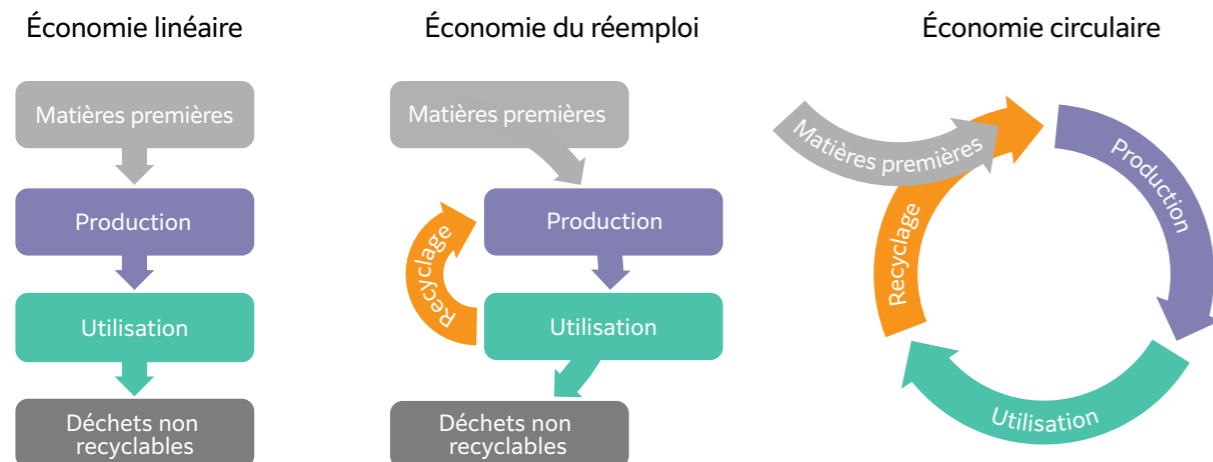 Économie linéaire
Matières premières
Production
Utilisation
Déchets non
recyclables
Économie du réemploi
Matières premières
Production
Recyclage
Utilisation
Déchets non
recyclables
Économie circulaire
Matières premières
Production
Recyclage
Utilisation